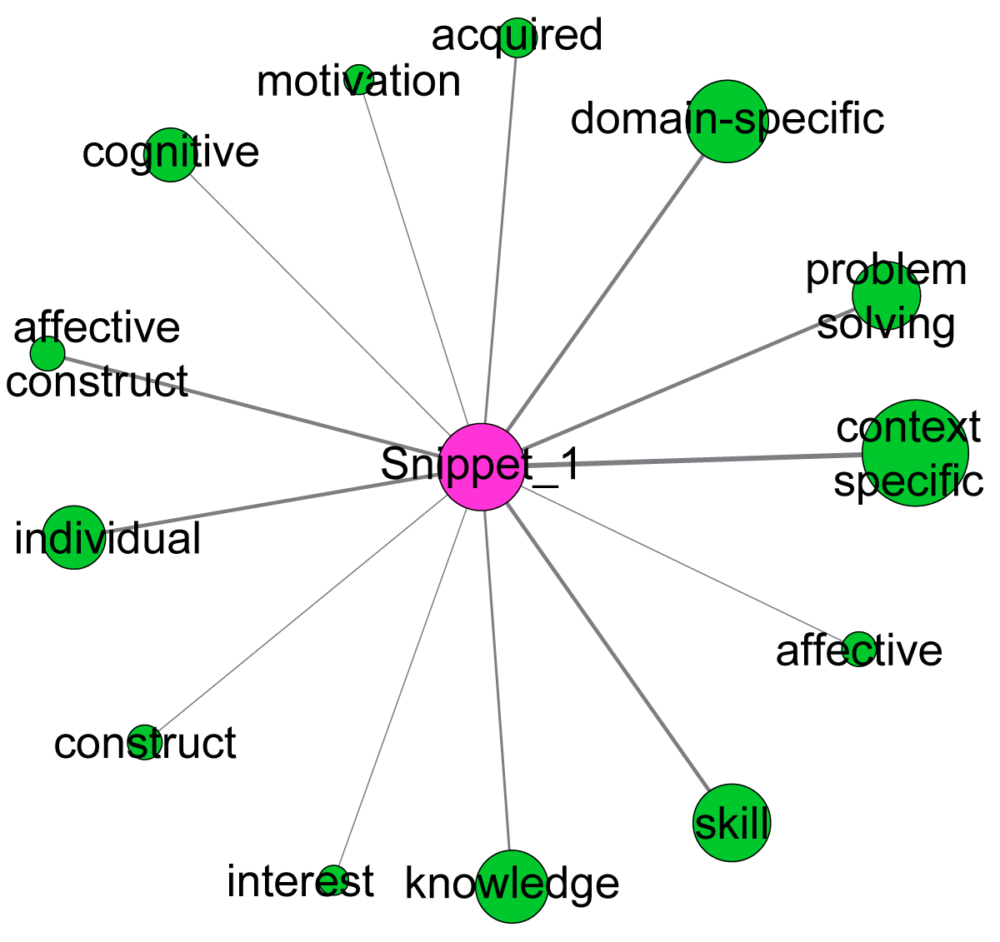 acquired
motivation
domain-specific
cognitive
problem
solving
affective
construct
context
specific
Snippet_1
individual
affective
construct
skill
interest
knowledge